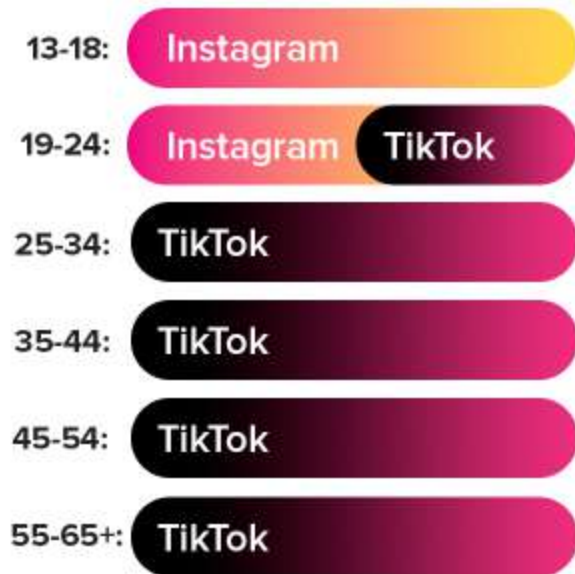 13-18: Instagram
19-24: Instagram TikTok
25-34: TikTok
35-44: TikTok
45-54: TikTok
55-65+: TikTok